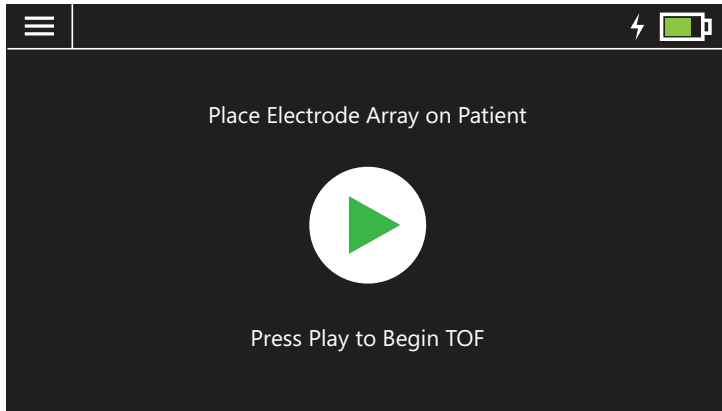 Place Electrode Array on Patient
Press Play to Begin TOF